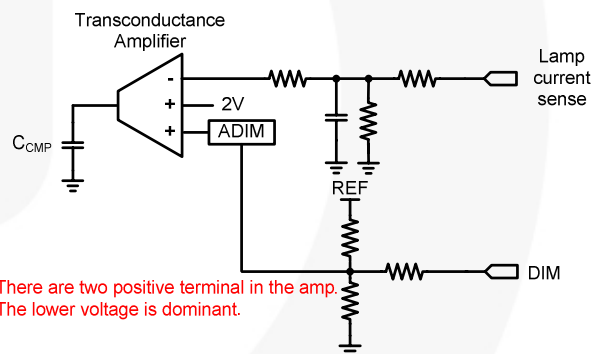 Transconductance
Amplifier
Lamp
current
sense
-
+
2V
+
ADIM
CCMP
REF
DIM
There are two positive terminal in the amp.
The lower voltage is dominant.